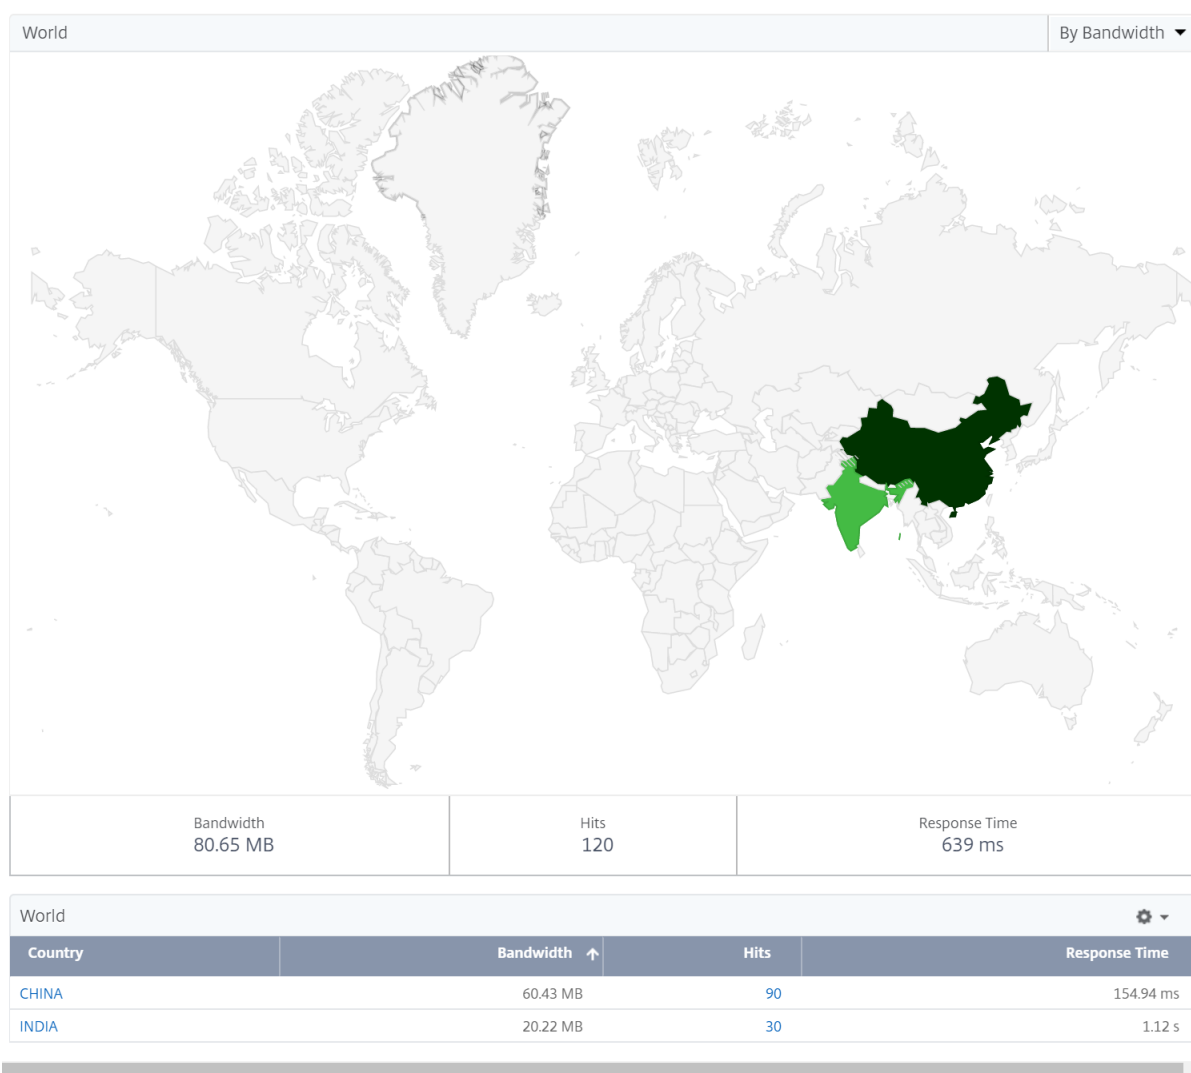 World
By Bandwidth
Bandwidth Hits Response Time
80.65 MB 120 639 ms
World
Country Bandwidth Hits Response Time
CHINA 60.43 MB 90 154.94 ms
INDIA 20.22 MB 30 1.12 s